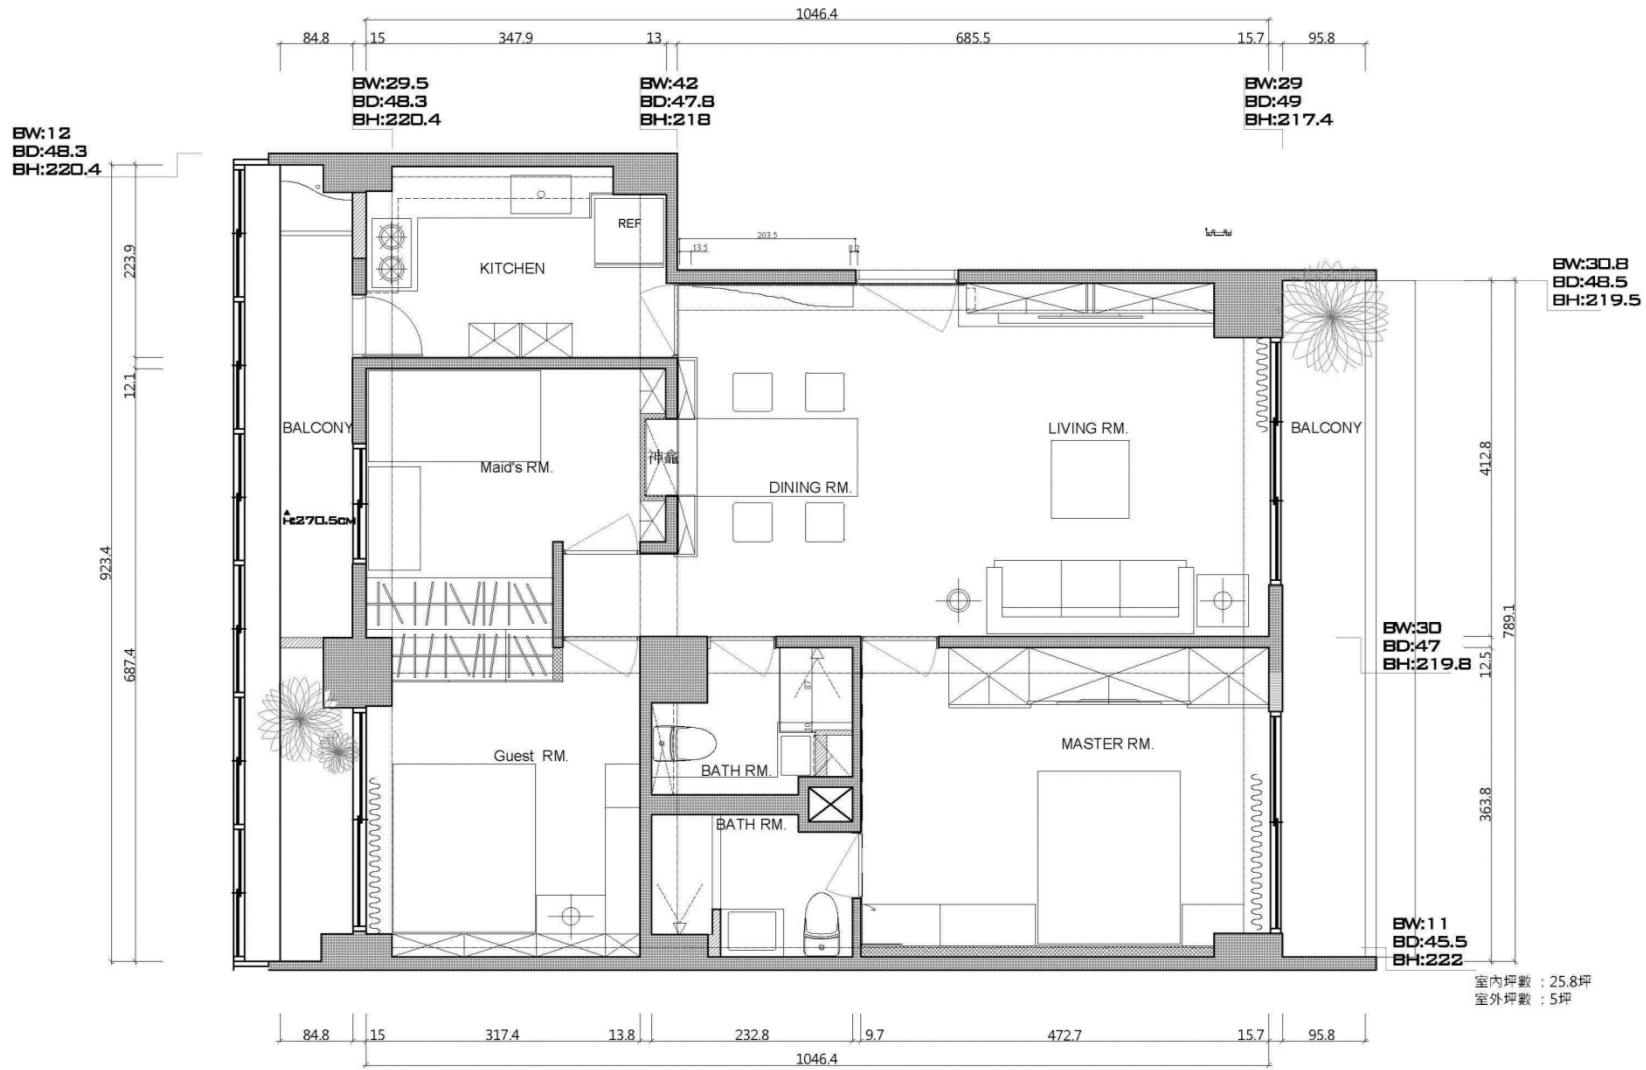 1046.4
84.8 15 347.9 13 685.5 15.7 95.8
BW:29.5
BD:48.3
BH:220.4
BW:42
BD:47.8
BH:218
BW:29
BD:49
BH:217.4
BW:12
BD:48.3
BH:220.4
REF
203.5
13.5
KITCHEN
223.9
BW:30.8
BD:48.5
BH:219.5
12.1
BALCONY
LIVING RM.
BALCONY
神龕
Maid's RM.
DINING RM.
412.8
H:270.5CM
923.4
789.1
BW:30
BD:47
BH:219.8
12.5
687.4
87
10
Guest RM.
MASTER RM.
BATH RM.
363.8
BATH RM.
BW:11
BD:45.5
BH:222
室內坪數 : 25.8坪
室外坪數 : 5坪
84.8 15 317.4 13.8 232.8 9.7 472.7 15.7 95.8
1046.4